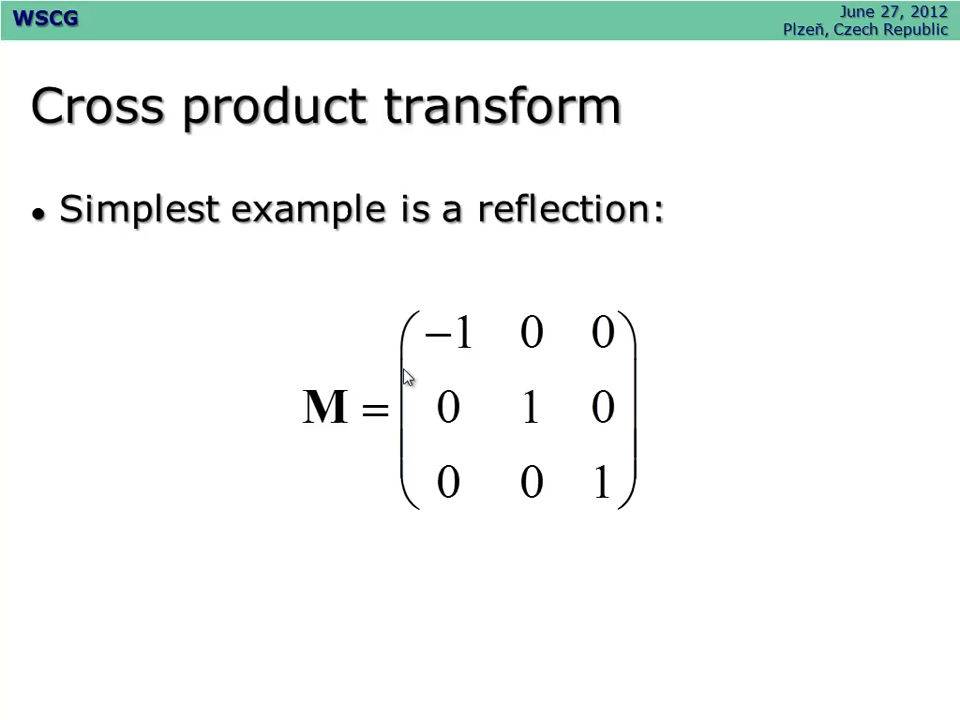 WSCG
June 27, 2012
Plzeň, Czech Republic
Cross product transform
• Simplest example is a reflection:
−1 0 0
M = 0 1 0
0 0 1